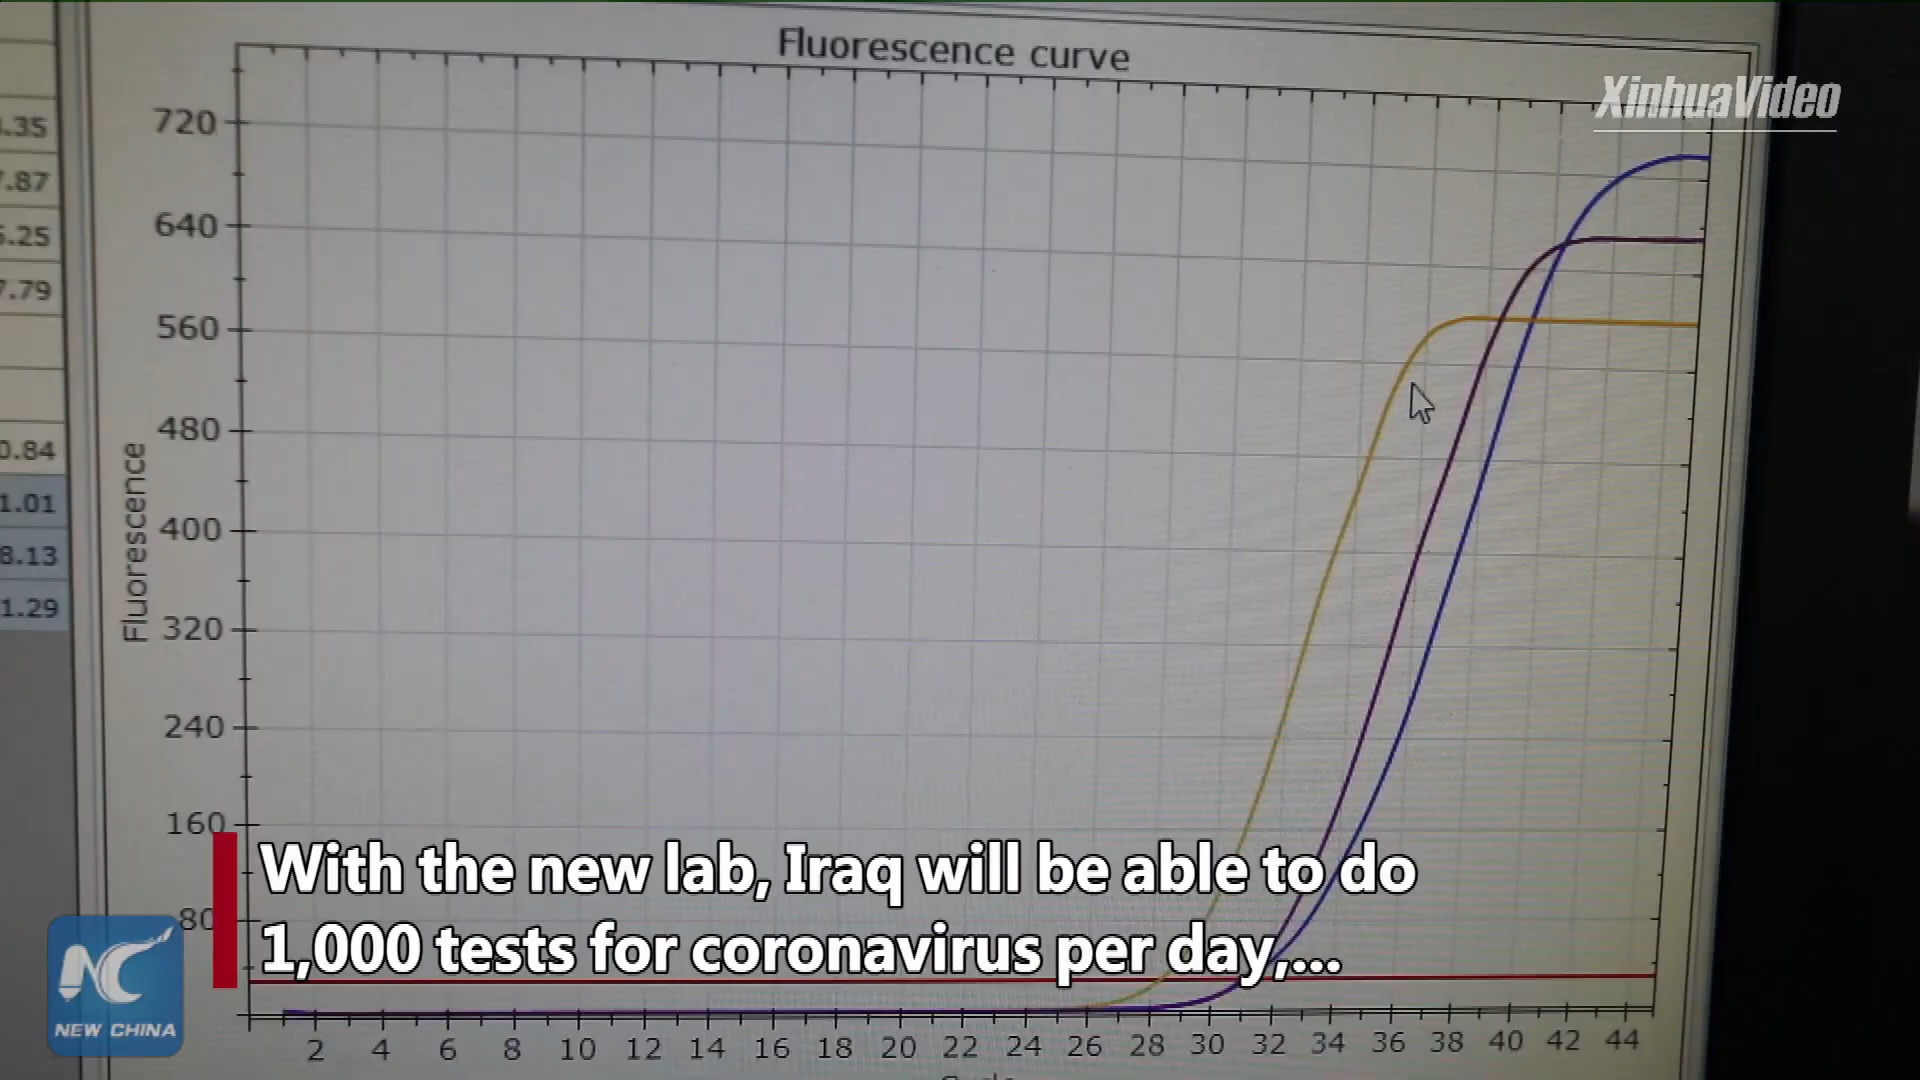 Fluorescence curve
XinhuaVideo
.35
7.87
5.25
7.79
0.84
1.01
8.13
1.29
Fluorescence
720
640
560
480
400
320
240
160
80
With the new lab, Iraq will be able to do
1,000 tests for coronavirus per day,...
NC
NEW CHINA
2 4 6 8 10 12 14 16 18 20 22 24 26 28 30 32 34 36 38 40 42 44